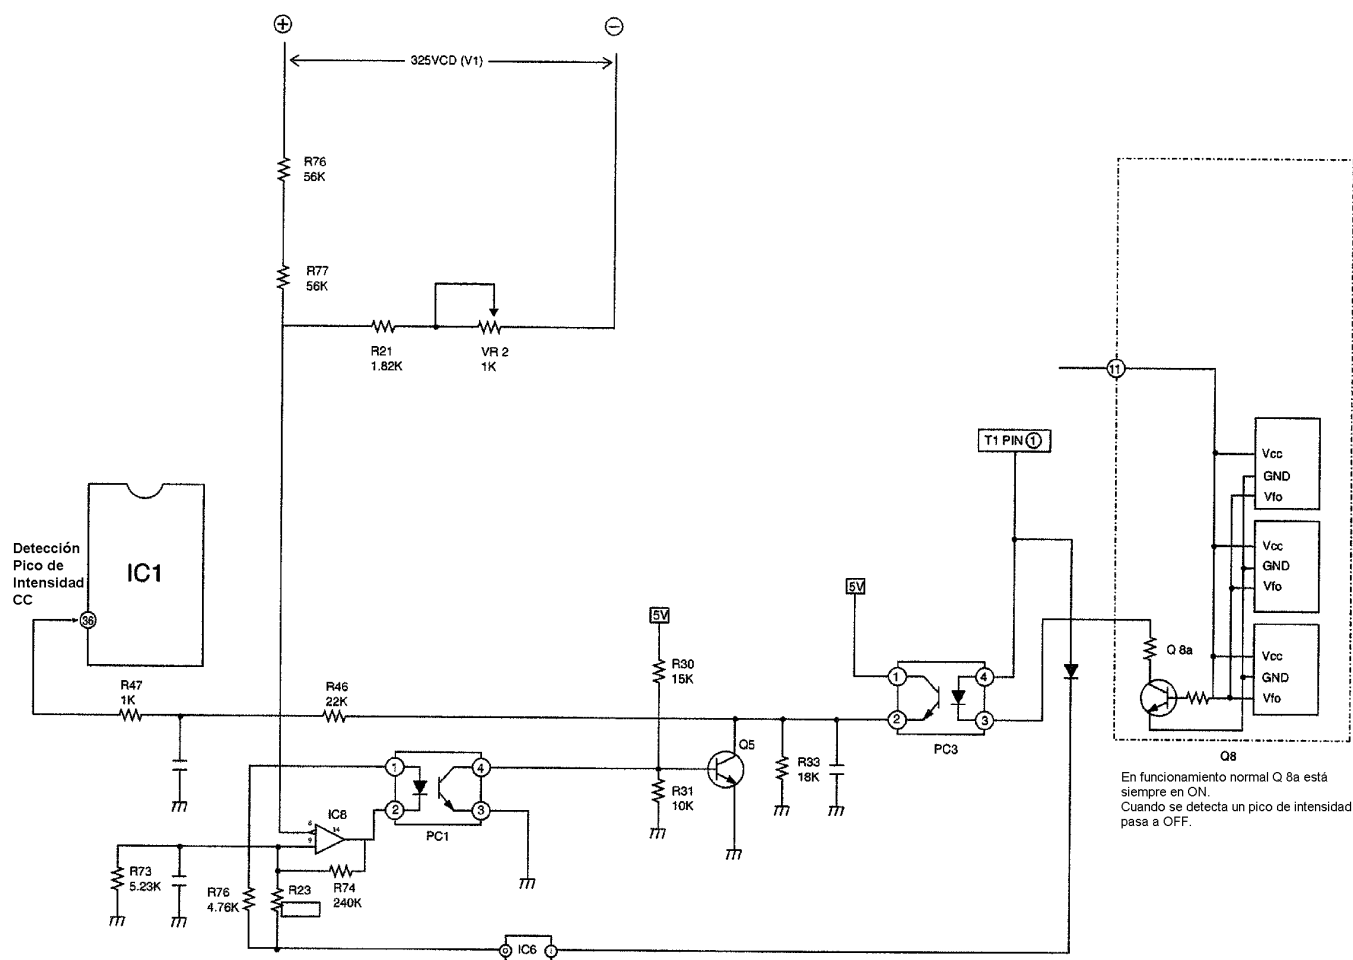 +
−
325VCD (V1)
R76
56K
R77
56K
R21
1.82K
VR 2
1K
11
T1 PIN 1
Vcc
GND
Vfo
Vcc
GND
Vfo
Vcc
GND
Vfo
Detección
Pico de
Intensidad
CC
IC1
36
5V
5V
R30
15K
Q 8a
1
4
2
3
PC3
R47
1K
R46
22K
Q5
R33
18K
Q8
1
4
2
3
PC1
R31
10K
IC8
14
9
R73
5.23K
R76
4.76K
R23
R74
240K
IC6
En funcionamiento normal Q 8a está
siempre en ON.
Cuando se detecta un pico de intensidad
pasa a OFF.